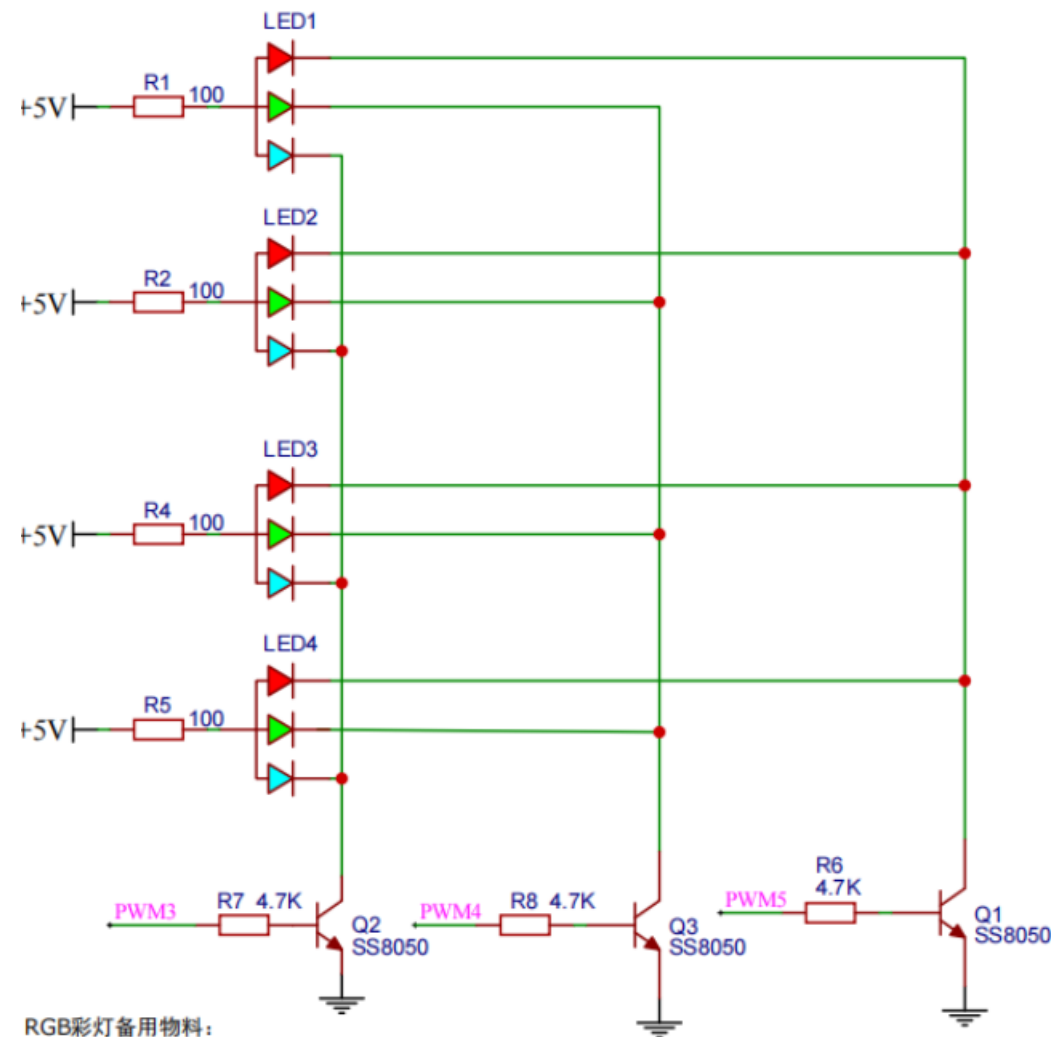 LED1
R1 100
+5V
LED2
R2 100
+5V
LED3
R4 100
+5V
LED4
R5 100
+5V
R6
4.7K
PWM5
Q1
SS8050
R7 4.7K
PWM3
Q2
SS8050
R8 4.7K
PWM4
Q3
SS8050
RGB彩灯备用物料: